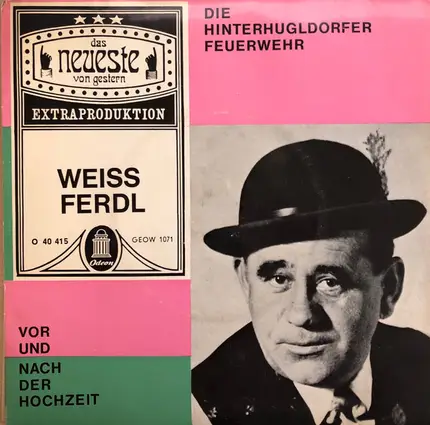 das
neueste
von gestern
EXTRAPRODUKTION
WEISS
FERDL
O 40 415
GEOW 1071
Odeon
DIE
HINTERHUGLDORFER
FEUERWEHR
VOR
UND
NACH
DER
HOCHZEIT